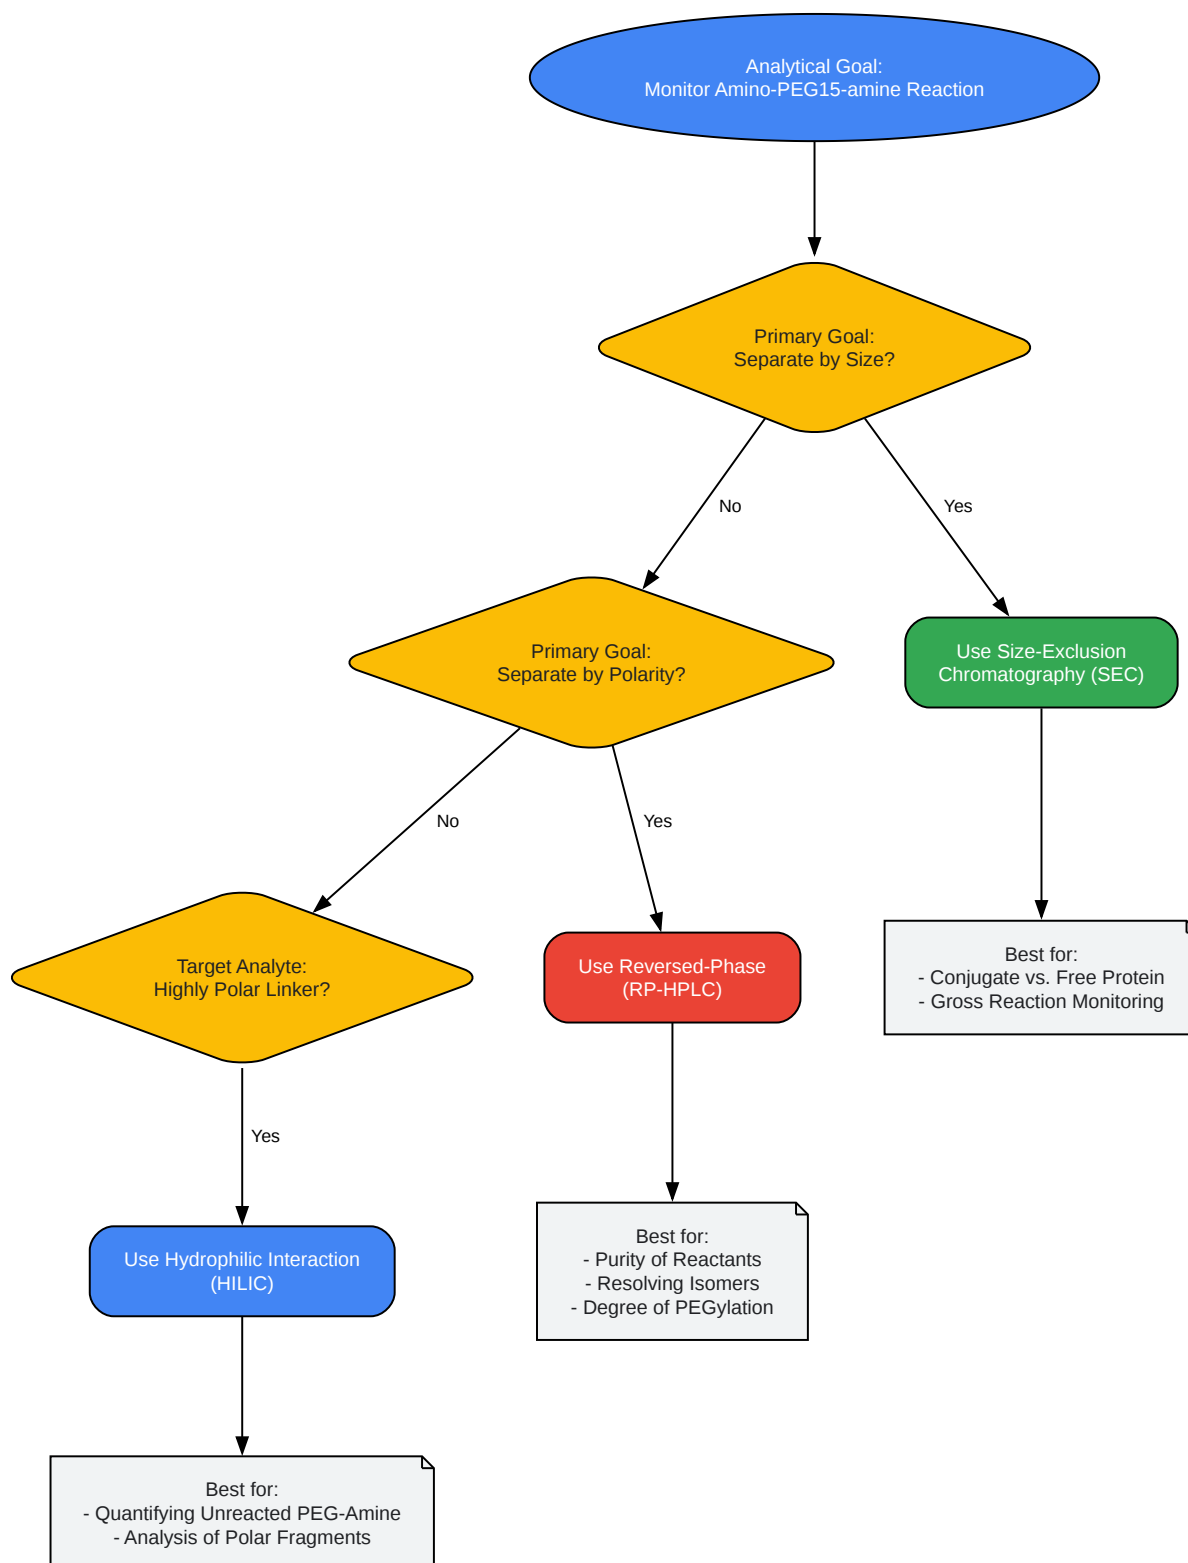 Analytical Goal:
Monitor Amino-PEG15-amine Reaction
Primary Goal:
Separate by Size?
No
Yes
Primary Goal:
Separate by Polarity?
Use Size-Exclusion
Chromatography (SEC)
No
Yes
Target Analyte:
Highly Polar Linker?
Use Reversed-Phase
(RP-HPLC)
Best for:
- Conjugate vs. Free Protein
- Gross Reaction Monitoring
Yes
Use Hydrophilic Interaction
(HILIC)
Best for:
- Purity of Reactants
- Resolving Isomers
- Degree of PEGylation
Best for:
- Quantifying Unreacted PEG-Amine
- Analysis of Polar Fragments